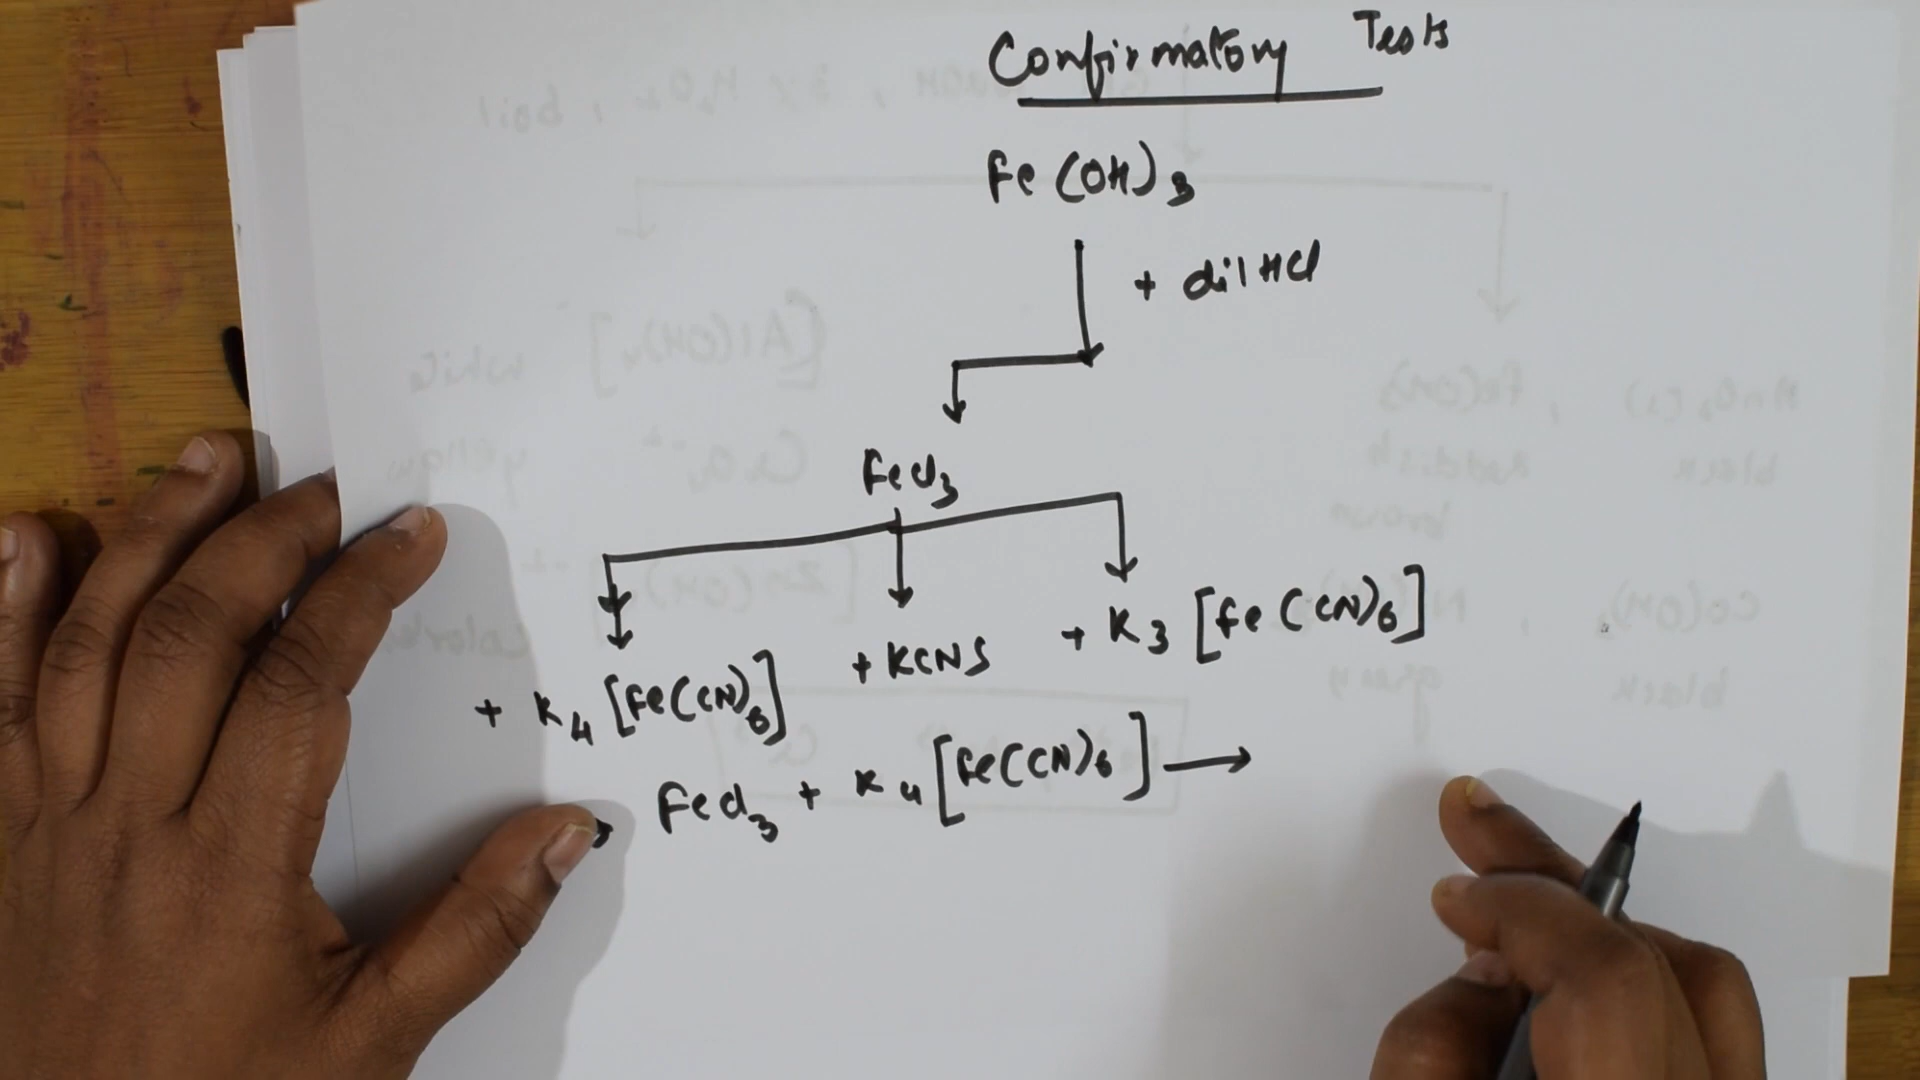 Confirmatory Tests
Fe(OH)3
+ dil HCl
FeCl3
+ K4[Fe(CN)6] + KCNS + K3[Fe(CN)6]
FeCl3 + K4[Fe(CN)6] →